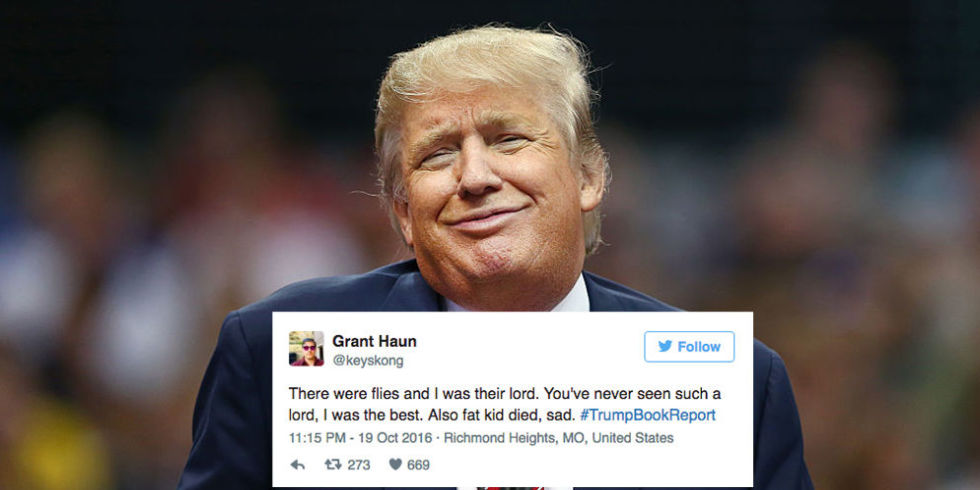 Grant Haun
@keyskong
Follow
There were flies and I was their lord. You've never seen such a
lord, I was the best. Also fat kid died, sad. #TrumpBookReport
11:15 PM - 19 Oct 2016 · Richmond Heights, MO, United States
273 669